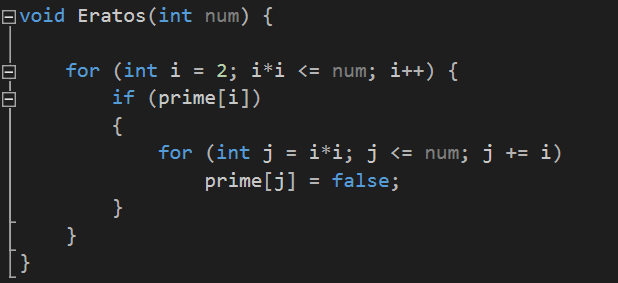 void Eratos(int num) {
for (int i = 2; i*i <= num; i++) {
if (prime[i])
{
for (int j = i*i; j <= num; j += i)
prime[j] = false;
}
}
}